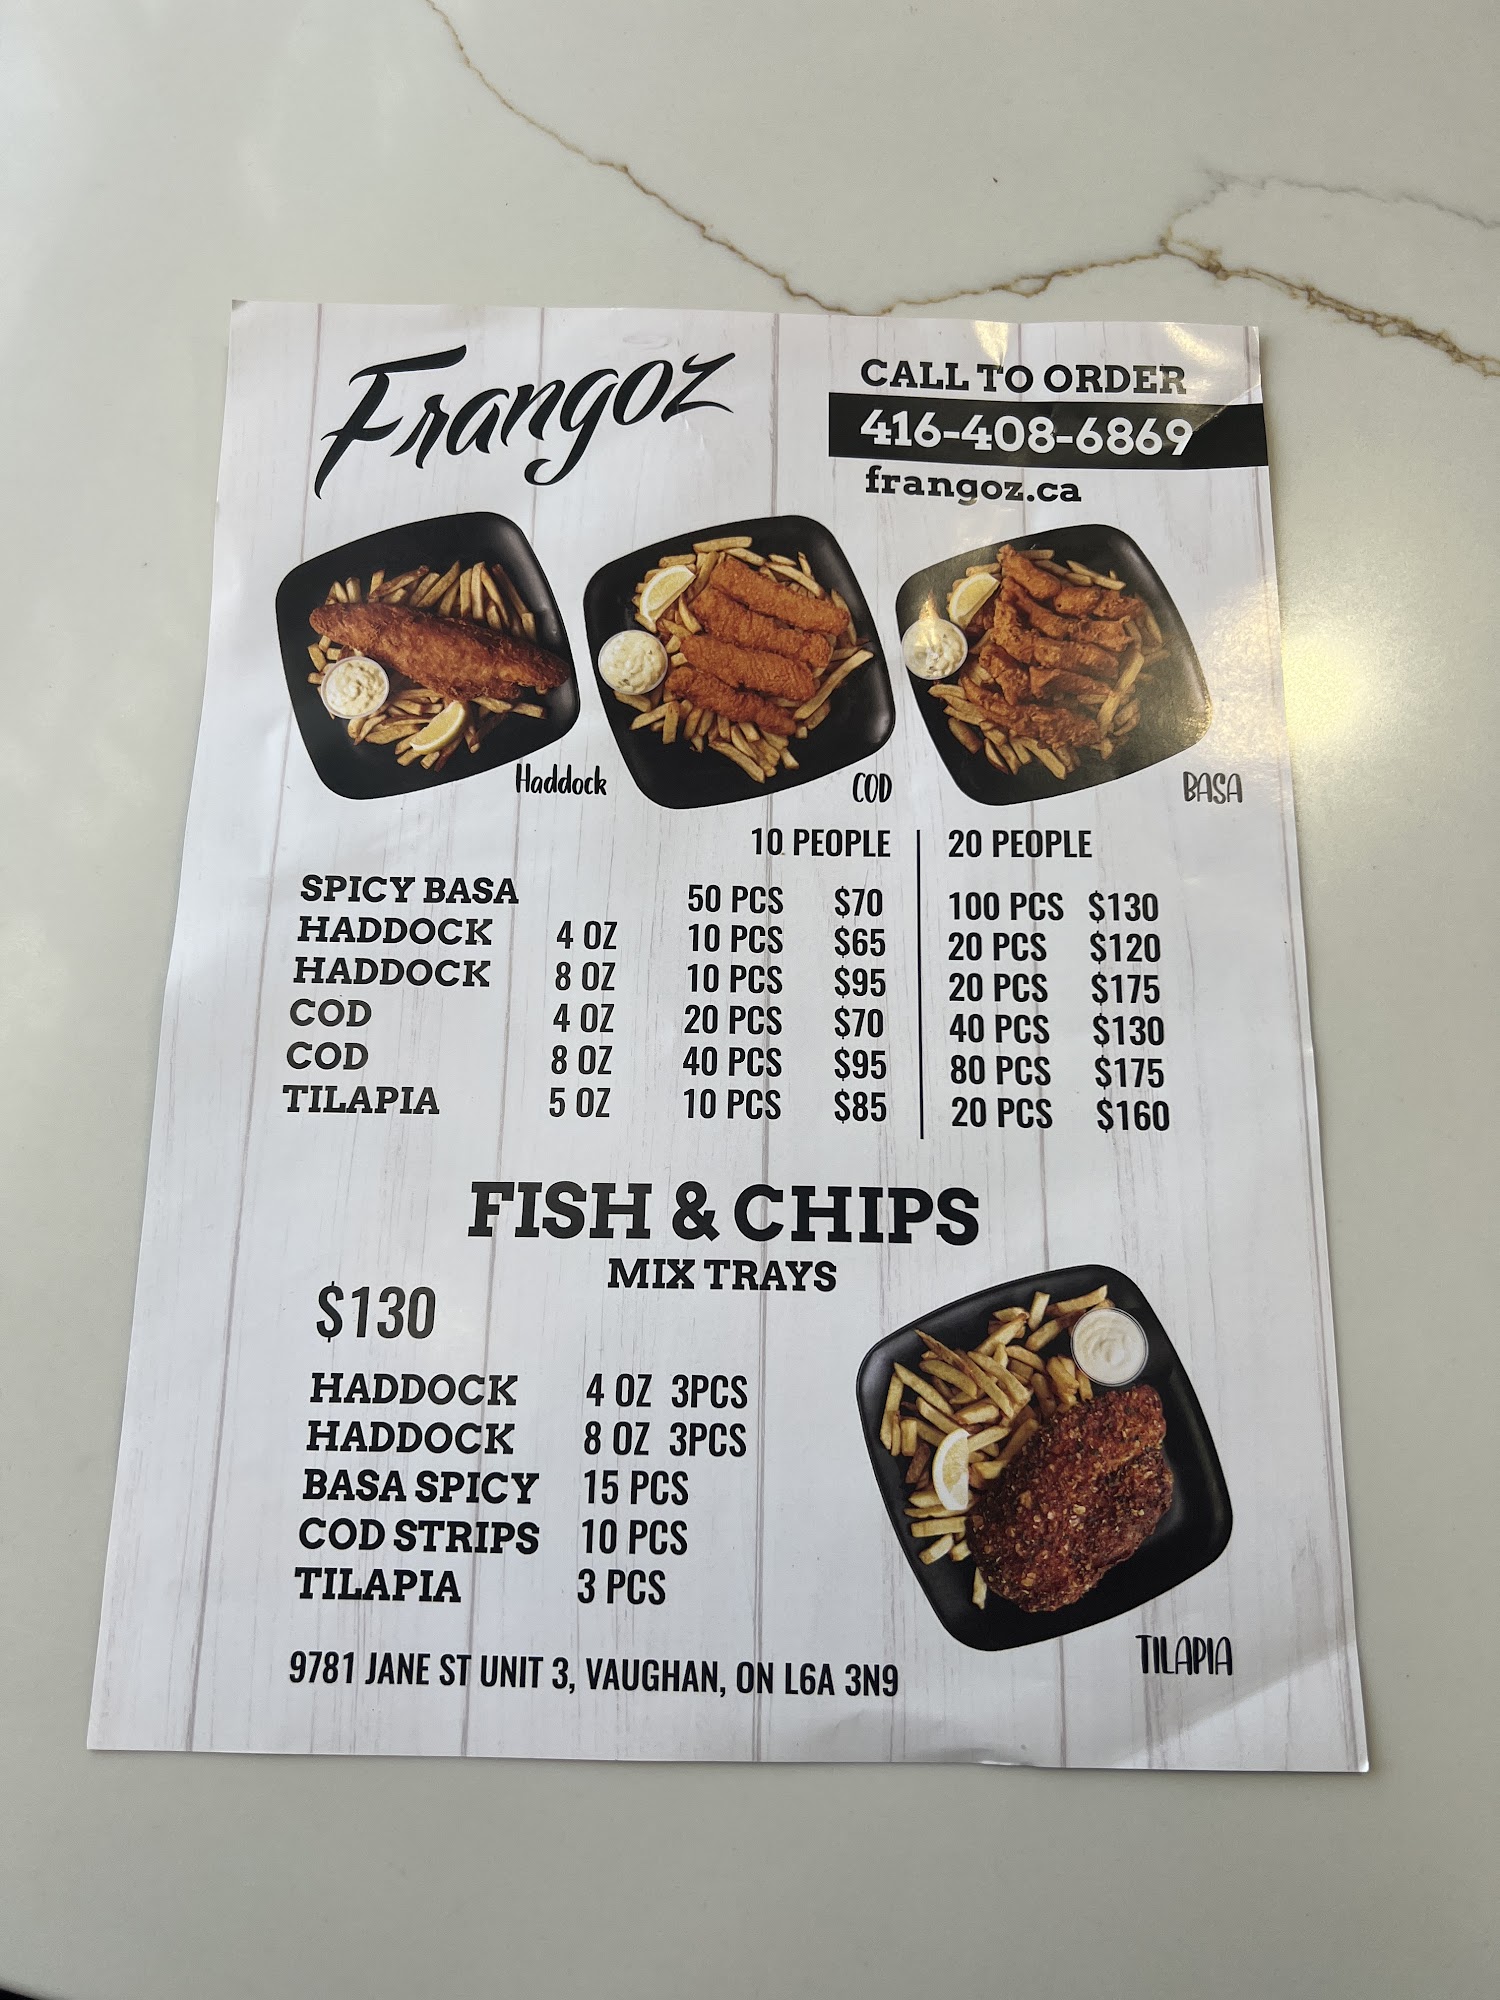 Frangoz
CALL TO ORDER
416-408-6869
frangoz.ca
Haddock
COD
BASA
10 PEOPLE 20 PEOPLE
SPICY BASA 50 PCS $70 100 PCS $130
HADDOCK 4 OZ 10 PCS $65 20 PCS $120
HADDOCK 8 OZ 10 PCS $95 20 PCS $175
COD 4 OZ 20 PCS $70 40 PCS $130
COD 8 OZ 40 PCS $95 80 PCS $175
TILAPIA 5 OZ 10 PCS $85 20 PCS $160
FISH & CHIPS
MIX TRAYS
$130
HADDOCK 4 OZ 3PCS
HADDOCK 8 OZ 3PCS
BASA SPICY 15 PCS
COD STRIPS 10 PCS
TILAPIA 3 PCS
TILAPIA
9781 JANE ST UNIT 3, VAUGHAN, ON L6A 3N9